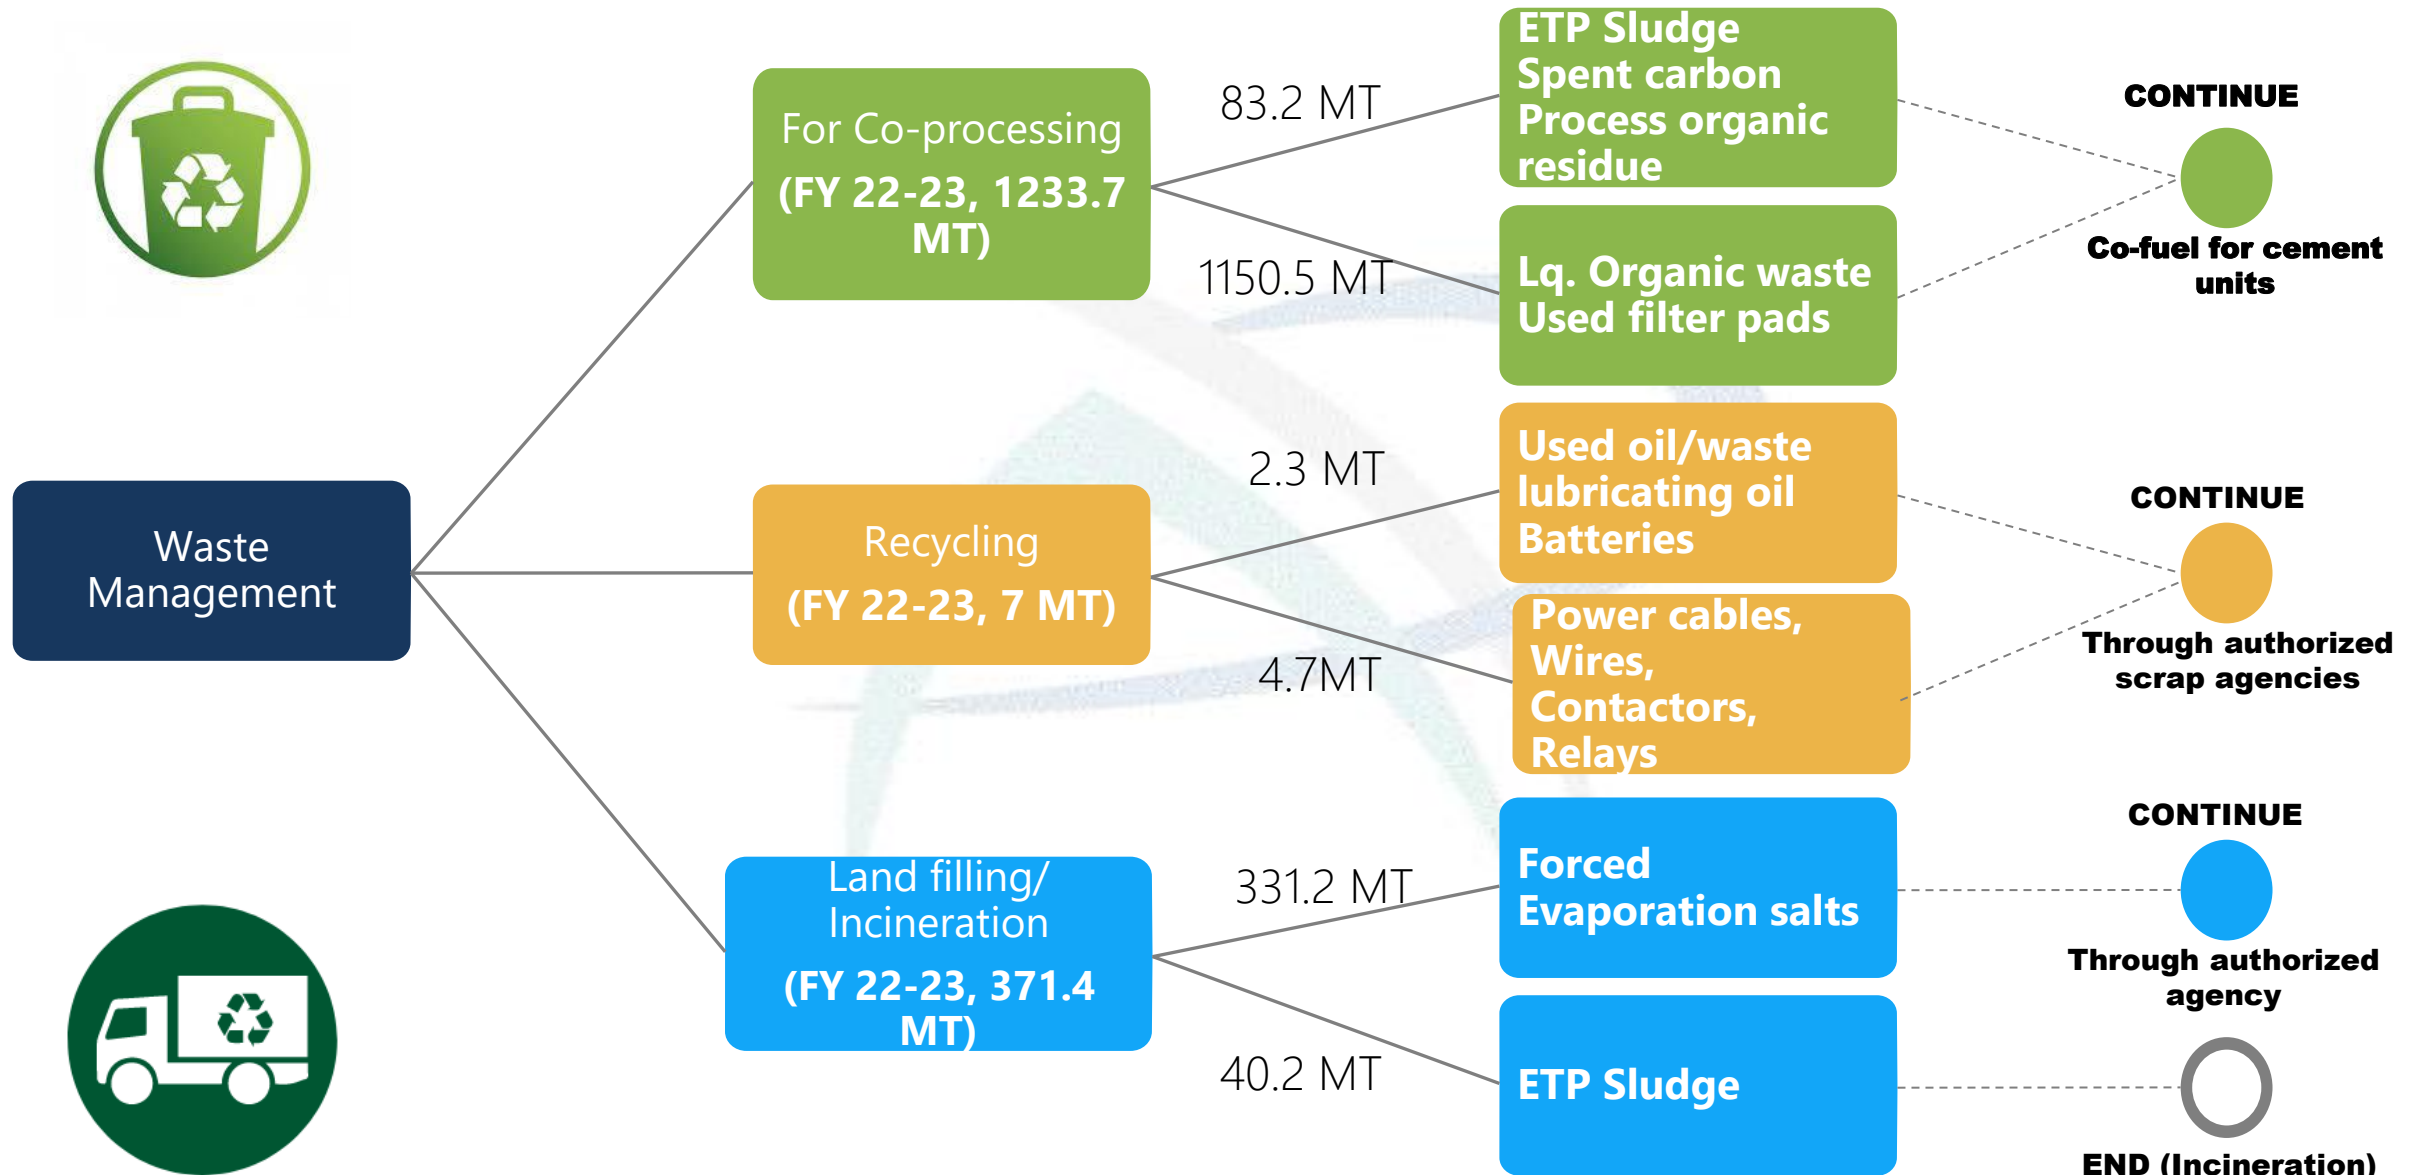 Waste
Management
For Co-processing
(FY 22-23, 1233.7
MT)
83.2 MT
1150.5 MT
ETP Sludge
Spent carbon
Process organic
residue
Lq. Organic waste
Used filter pads
CONTINUE
Co-fuel for cement
units
Recycling
(FY 22-23, 7 MT)
2.3 MT
4.7MT
Used oil/waste
lubricating oil
Batteries
Power cables,
Wires,
Contactors,
Relays
CONTINUE
Through authorized
scrap agencies
Land filling/
Incineration
(FY 22-23, 371.4
MT)
331.2 MT
40.2 MT
Forced
Evaporation salts
ETP Sludge
CONTINUE
Through authorized
agency
END (Incineration)